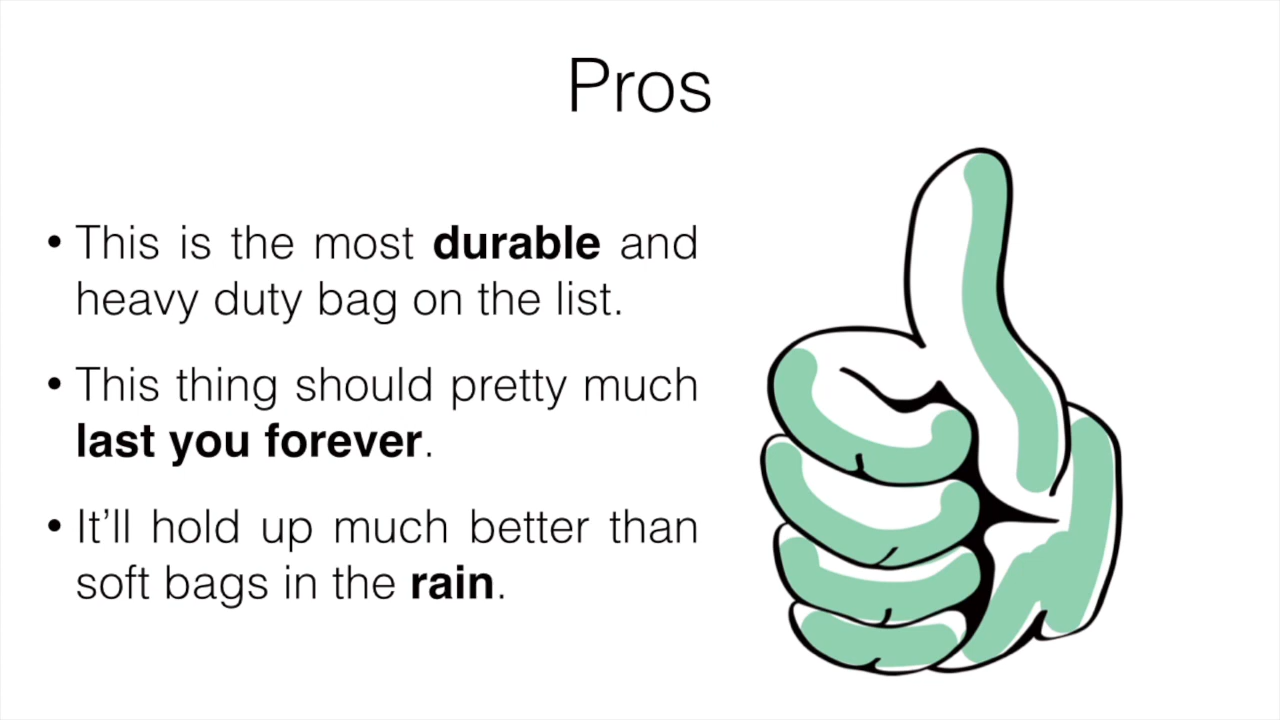 Pros
• This is the most durable and
heavy duty bag on the list.
• This thing should pretty much
last you forever.
• It’ll hold up much better than
soft bags in the rain.